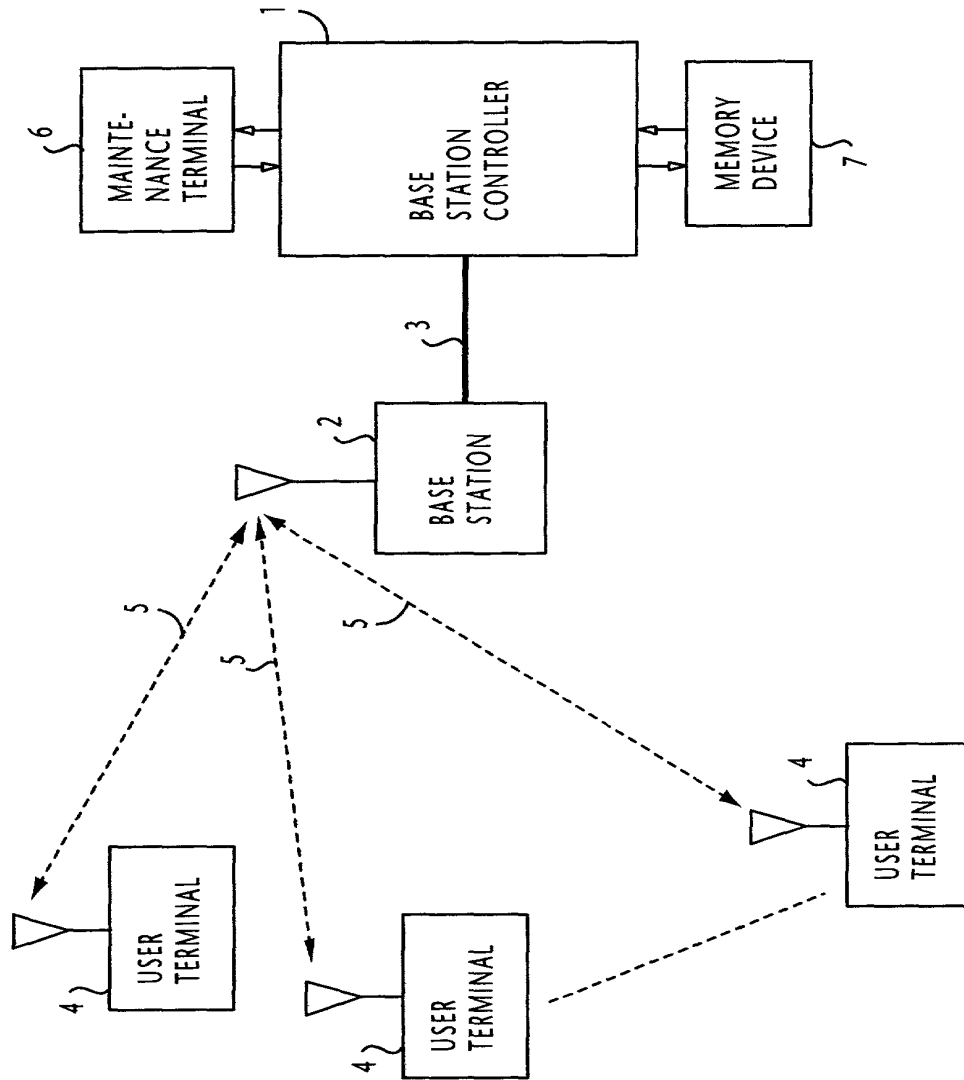 6
MAINTE-
NANCE
TERMINAL
1
BASE
STATION
CONTROLLER
MEMORY
DEVICE
7
3
2
BASE
STATION
5
5
5
4
USER
TERMINAL
4
USER
TERMINAL
4
USER
TERMINAL